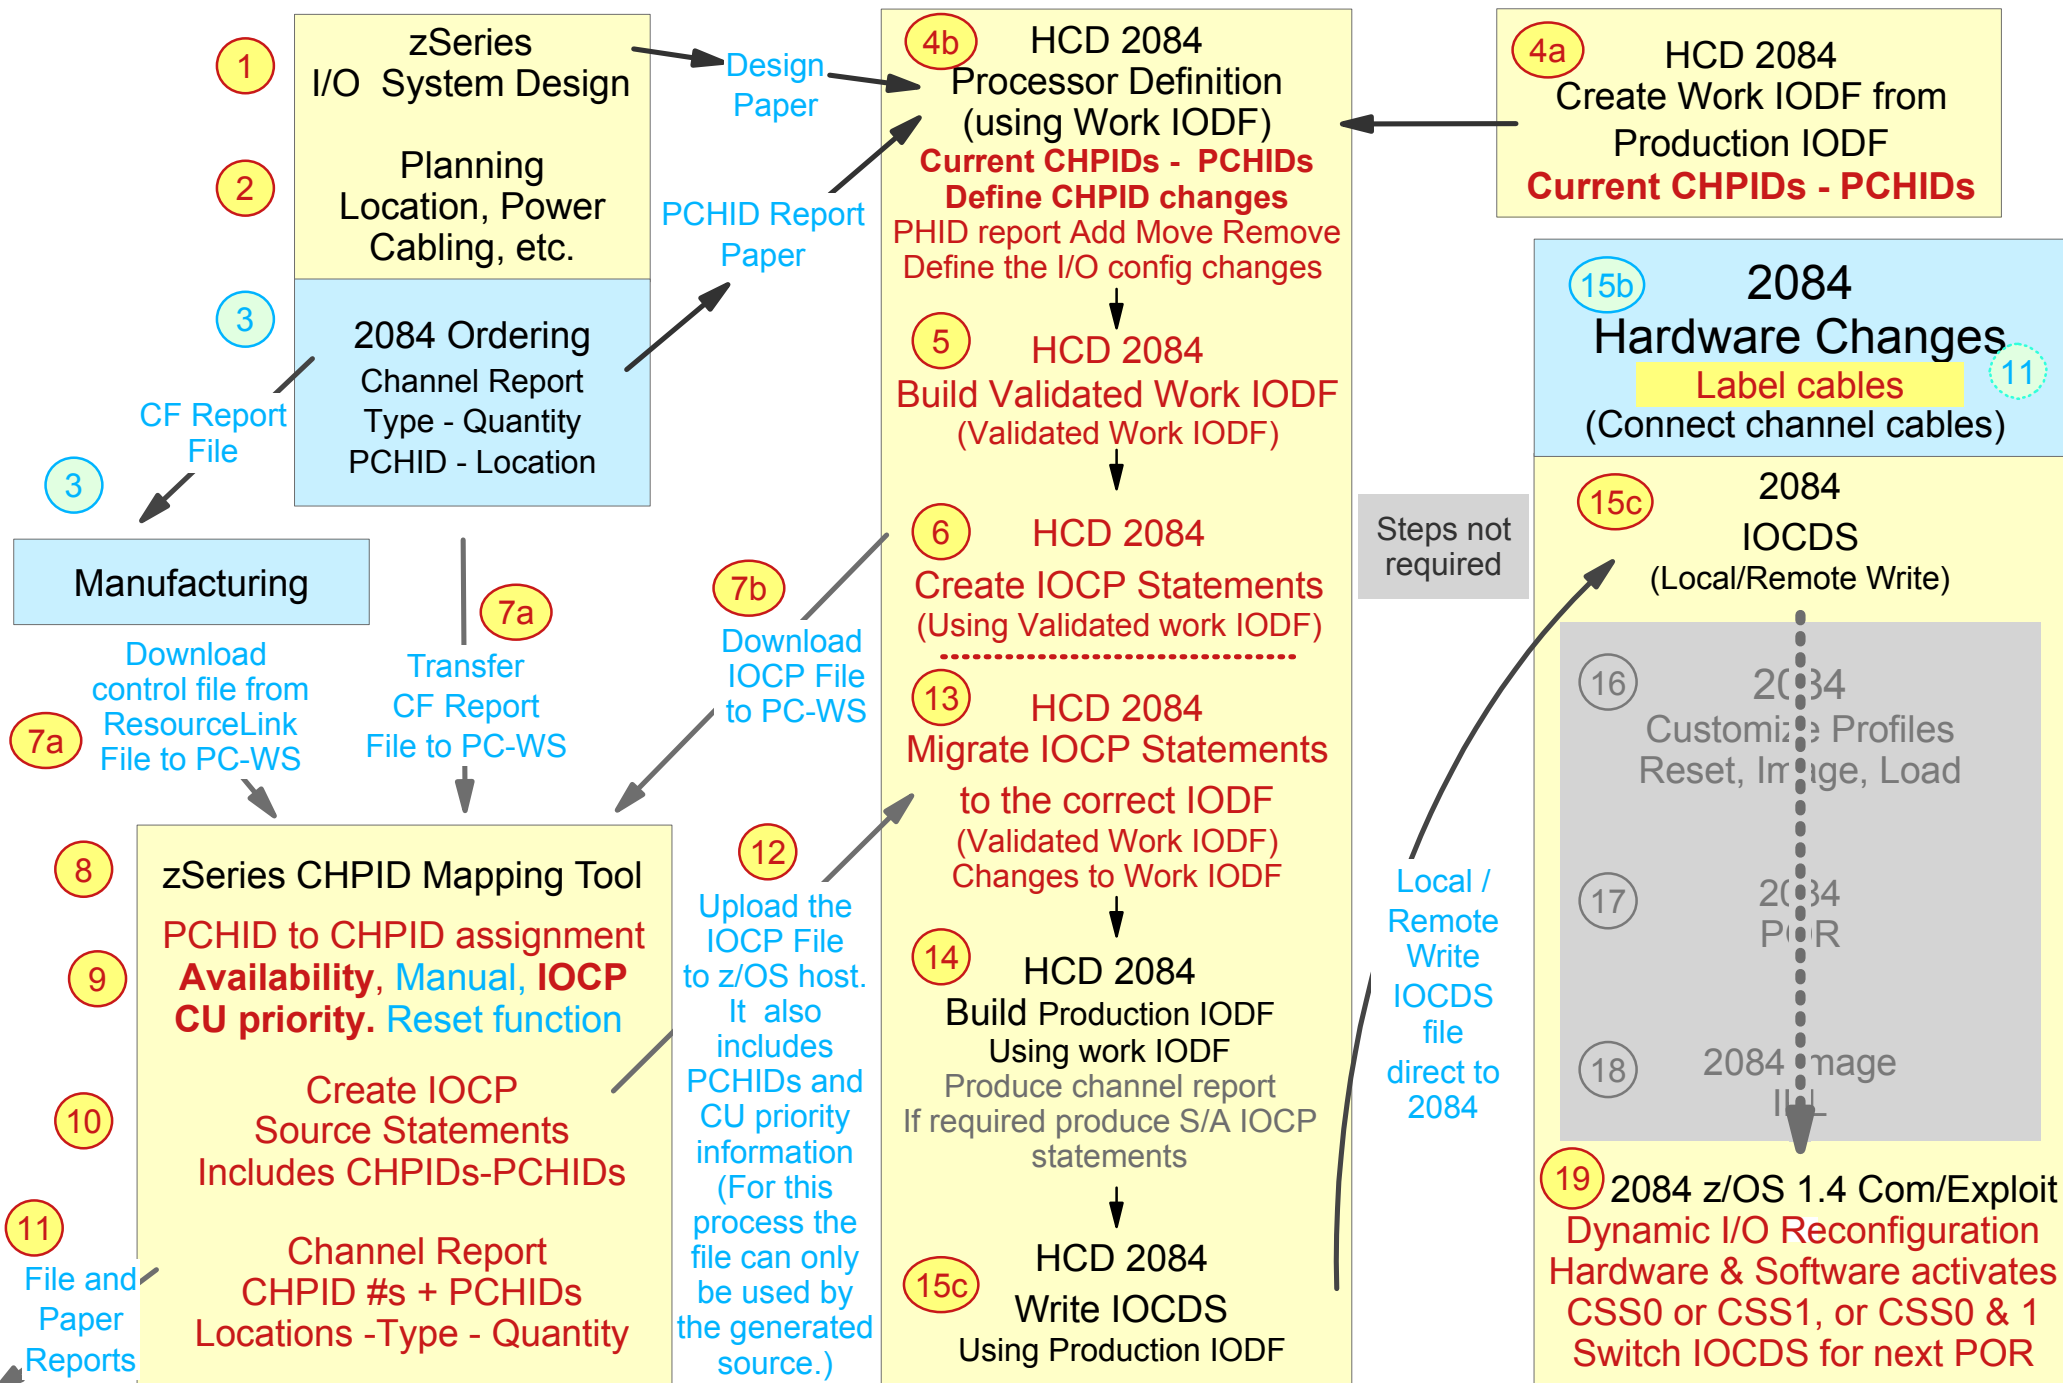 1
zSeries
I/O System Design
2
Planning
Location, Power
Cabling, etc.
3
2084 Ordering
Channel Report
Type - Quantity
PCHID - Location
Design
Paper
PCHID Report
Paper
CF Report
File
3
Manufacturing
7a
Download
control file from
ResourceLink
File to PC-WS
7a
Transfer
CF Report
File to PC-WS
7b
Download
IOCP File
to PC-WS
8
zSeries CHPID Mapping Tool
9
PCHID to CHPID assignment
Availability, Manual, IOCP
CU priority. Reset function
10
Create IOCP
Source Statements
Includes CHPIDs-PCHIDs
11
File and
Paper
Reports
Channel Report
CHPID #s + PCHIDs
Locations -Type - Quantity
12
Upload the
IOCP File
to z/OS host.
It also
includes
PCHIDs and
CU priority
information
(For this
process the
file can only
be used by
the generated
source.)
4b
HCD 2084
Processor Definition
(using Work IODF)
Current CHPIDs - PCHIDs
Define CHPID changes
PHID report Add Move Remove
Define the I/O config changes
5
HCD 2084
Build Validated Work IODF
(Validated Work IODF)
6
HCD 2084
Create IOCP Statements
(Using Validated work IODF)
13
HCD 2084
Migrate IOCP Statements
to the correct IODF
(Validated Work IODF)
Changes to Work IODF
14
HCD 2084
Build Production IODF
Using work IODF
Produce channel report
If required produce S/A IOCP
statements
15c
HCD 2084
Write IOCDS
Using Production IODF
4a
HCD 2084
Create Work IODF from
Production IODF
Current CHPIDs - PCHIDs
Steps not
required
Local /
Remote
Write
IOCDS
file
direct to
2084
15b
2084
Hardware Changes
11
Label cables
(Connect channel cables)
15c
2084
IOCDS
(Local/Remote Write)
16
2084
Customize Profiles
Reset, Image, Load
17
2084
POR
18
2084 Image
IPL
19
2084 z/OS 1.4 Com/Exploit
Dynamic I/O Reconfiguration
Hardware & Software activates
CSS0 or CSS1, or CSS0 & 1
Switch IOCDS for next POR